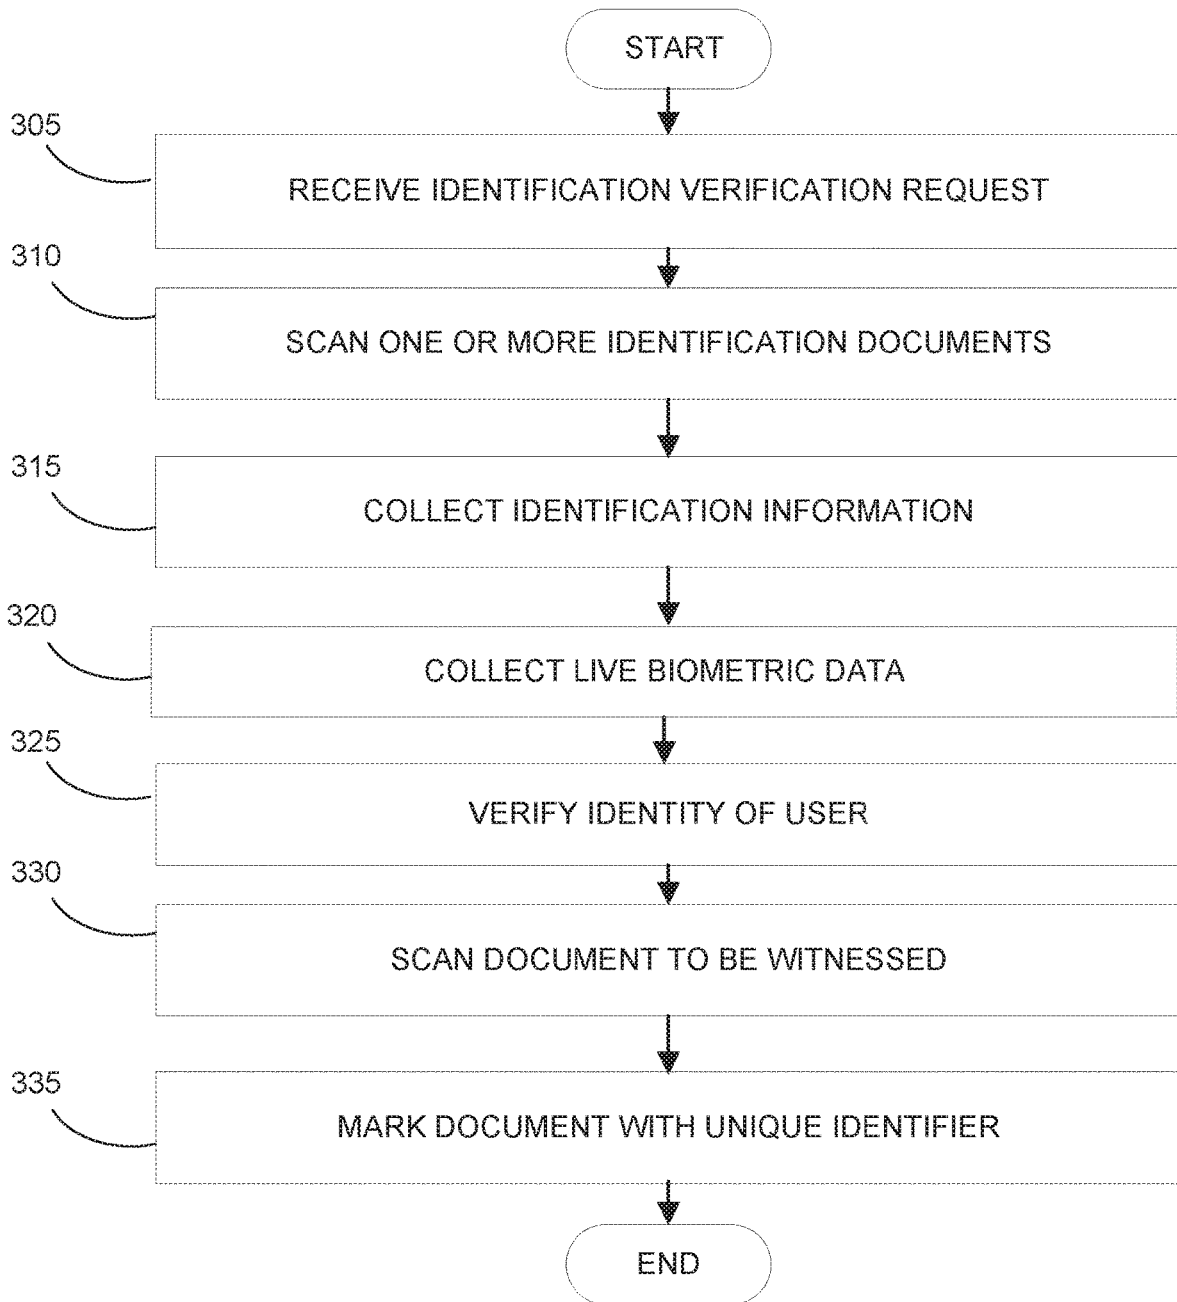 START
305
RECEIVE IDENTIFICATION VERIFICATION REQUEST
310
SCAN ONE OR MORE IDENTIFICATION DOCUMENTS
315
COLLECT IDENTIFICATION INFORMATION
320
COLLECT LIVE BIOMETRIC DATA
325
VERIFY IDENTITY OF USER
330
SCAN DOCUMENT TO BE WITNESSED
335
MARK DOCUMENT WITH UNIQUE IDENTIFIER
END